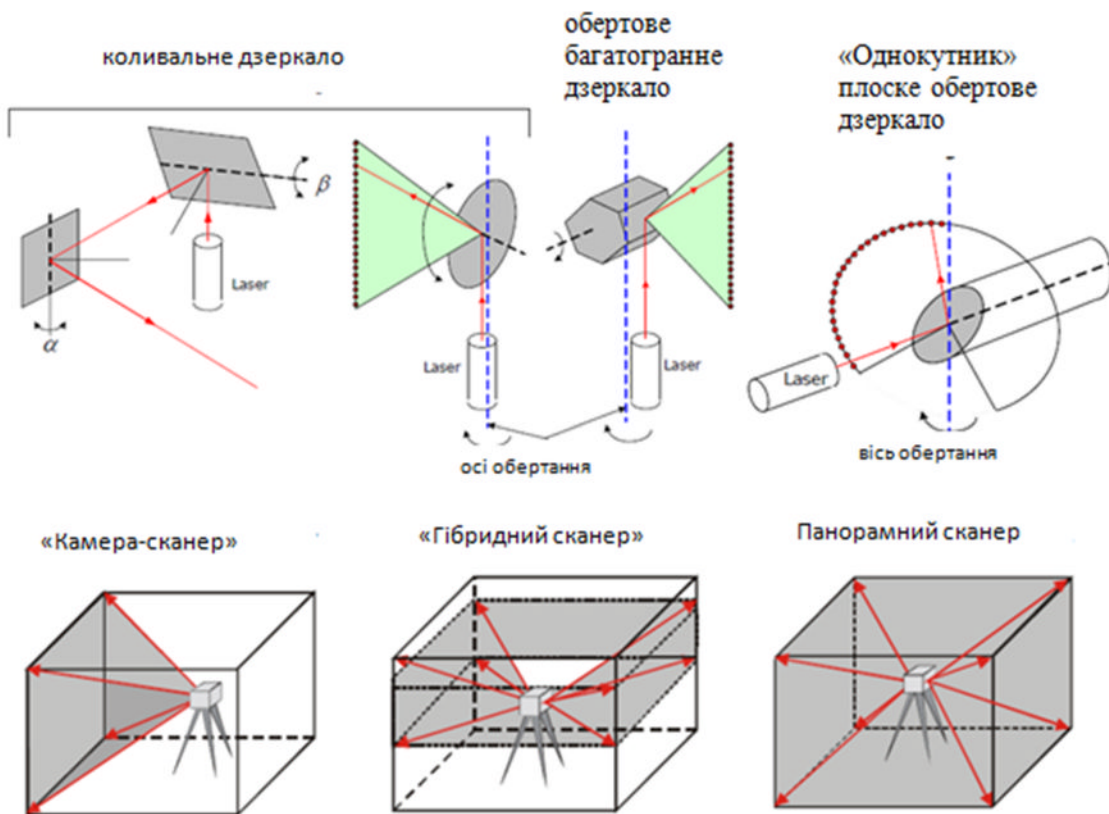 коливальне дзеркало
обертове
багатогранне
дзеркало
«Однокутник»
плоске обертове
дзеркало
β
α
Laser
Laser
Laser
Laser
осі обертання
вісь обертання
«Камера-сканер»
«Гібридний сканер»
Панорамний сканер